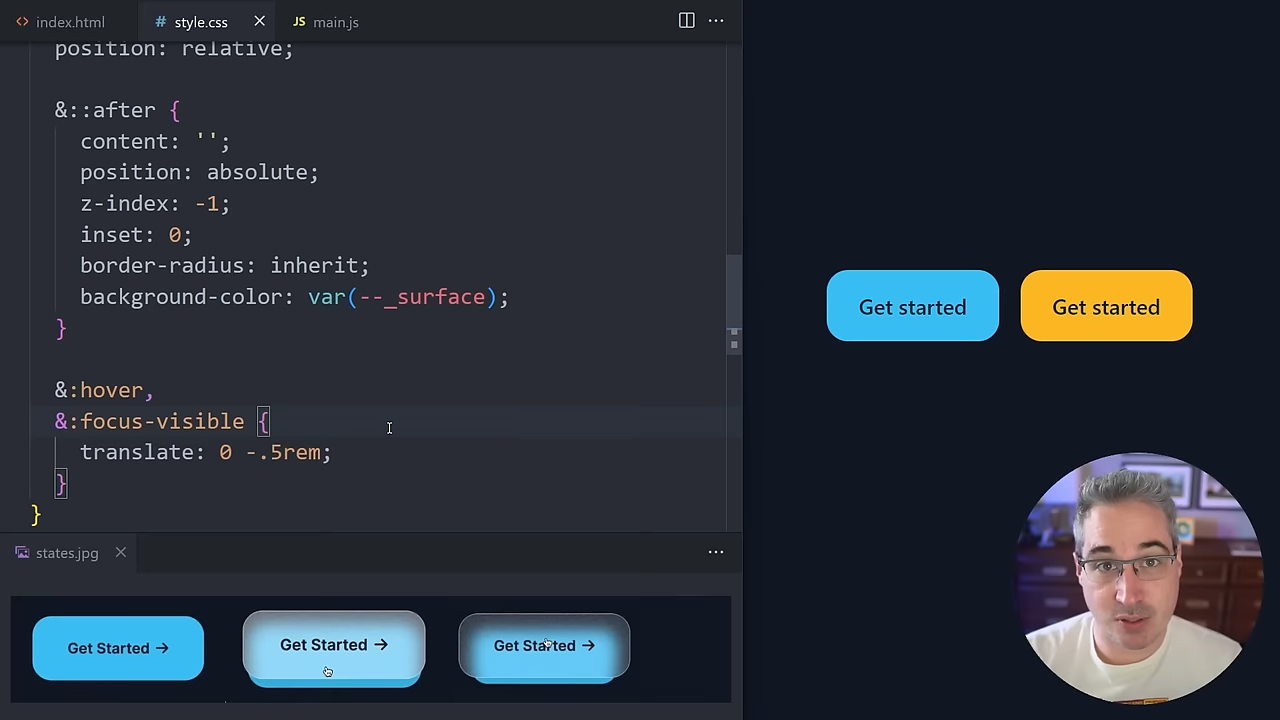 index.html
# style.css
JS main.js
position: relative;
&::after {
content: '';
position: absolute;
z-index: -1;
inset: 0;
border-radius: inherit;
background-color: var(--_surface);
}
&:hover,
&:focus-visible {
translate: 0 -.5rem;
}
}
Get started
Get started
states.jpg
Get Started →
Get Started →
Get Started →